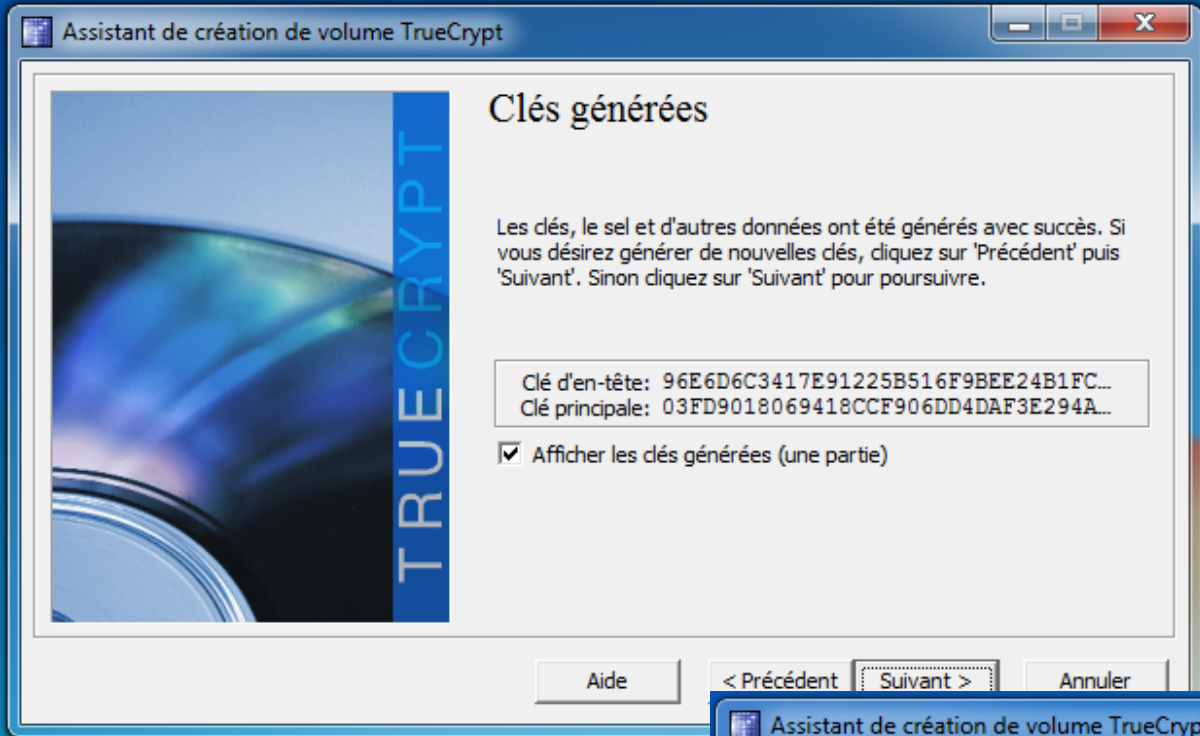 Assistant de création de volume TrueCrypt
Clés générées
TRUECRYPT
Les clés, le sel et d'autres données ont été générés avec succès. Si
vous désirez générer de nouvelles clés, cliquez sur 'Précédent' puis
'Suivant'. Sinon cliquez sur 'Suivant' pour poursuivre.
Clé d'en-tête: 96E6D6C3417E91225B516F9BEE24B1FC...
Clé principale: 03FD9018069418CCF906DD4DAF3E294A...
Afficher les clés générées (une partie)
Aide < Précédent Suivant > Annuler
Assistant de création de volume TrueCryp